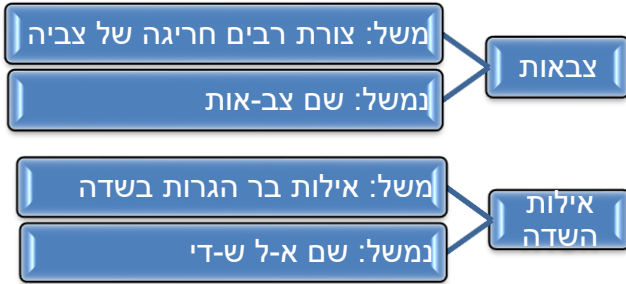 צבאות
משל: צורת רבים חריגה של צביה
נמשל: שם צב-אות
אילות
השדה
משל: אילות בר הגרות בשדה
נמשל: שם א-ל ש-די